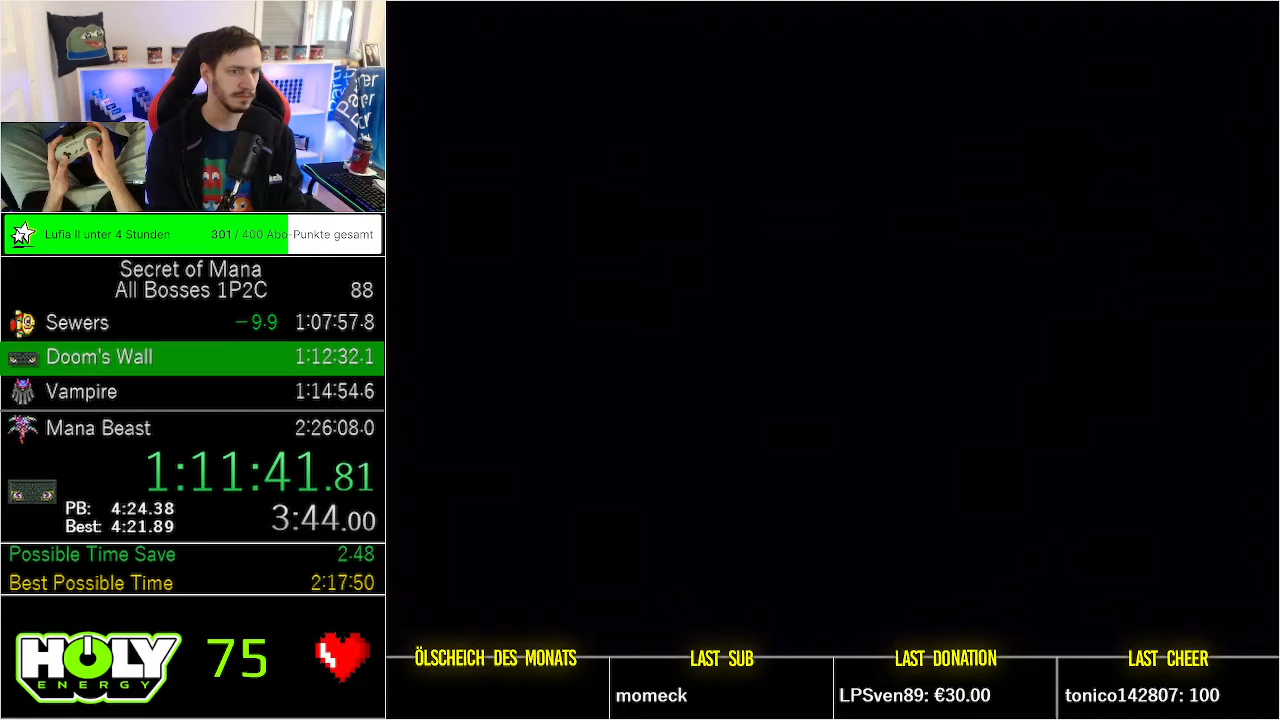 Lufia II unter 4 Stunden 301 / 400 Abo-Punkte gesamt
Secret of Mana
All Bosses 1P2C 88
Sewers −9.9 1:07:57.8
Doom's Wall 1:12:32.1
Vampire 1:14:54.6
Mana Beast 2:26:08.0
1:11:41.81
PB: 4:24.38
Best: 4:21.89
3:44.00
Possible Time Save 2.48
Best Possible Time 2:17:50
HOLY
ENERGY
75
ÖLSCHEICH DES MONATS
LAST SUB
momeck
LAST DONATION
LPSven89: €30.00
LAST CHEER
tonico142807: 100